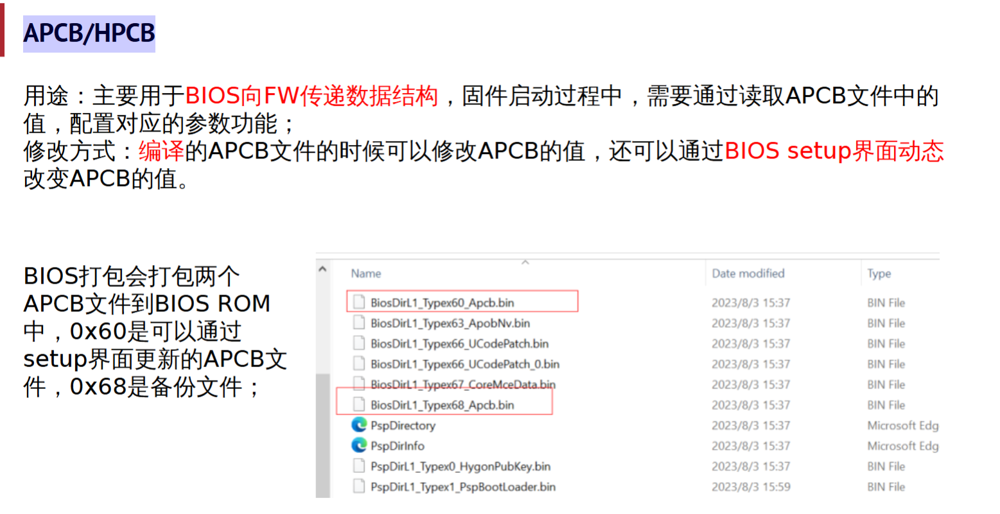 APCB/HPCB
用途：主要用于BIOS向FW传递数据结构，固件启动过程中，需要通过读取APCB文件中的
值，配置对应的参数功能；
修改方式：编译的APCB文件的时候可以修改APCB的值，还可以通过BIOS setup界面动态
改变APCB的值。
BIOS打包会打包两个
APCB文件到BIOS ROM
中，0x60是可以通过
setup界面更新的APCB文
件，0x68是备份文件；
Name Date modified Type
BiosDirL1_Typex60_Apcb.bin 2023/8/3 15:37 BIN File
BiosDirL1_Typex63_ApobNv.bin 2023/8/3 15:37 BIN File
BiosDirL1_Typex66_UCodePatch.bin 2023/8/3 15:37 BIN File
BiosDirL1_Typex66_UCodePatch_0.bin 2023/8/3 15:37 BIN File
BiosDirL1_Typex67_CoreMceData.bin 2023/8/3 15:37 BIN File
BiosDirL1_Typex68_Apcb.bin 2023/8/3 15:37 BIN File
PspDirectory 2023/8/3 15:37 Microsoft Edg
PspDirInfo 2023/8/3 15:37 Microsoft Edg
PspDirL1_Typex0_HygonPubKey.bin 2023/8/3 15:37 BIN File
PspDirL1_Typex1_PspBootLoader.bin 2023/8/3 15:59 BIN File